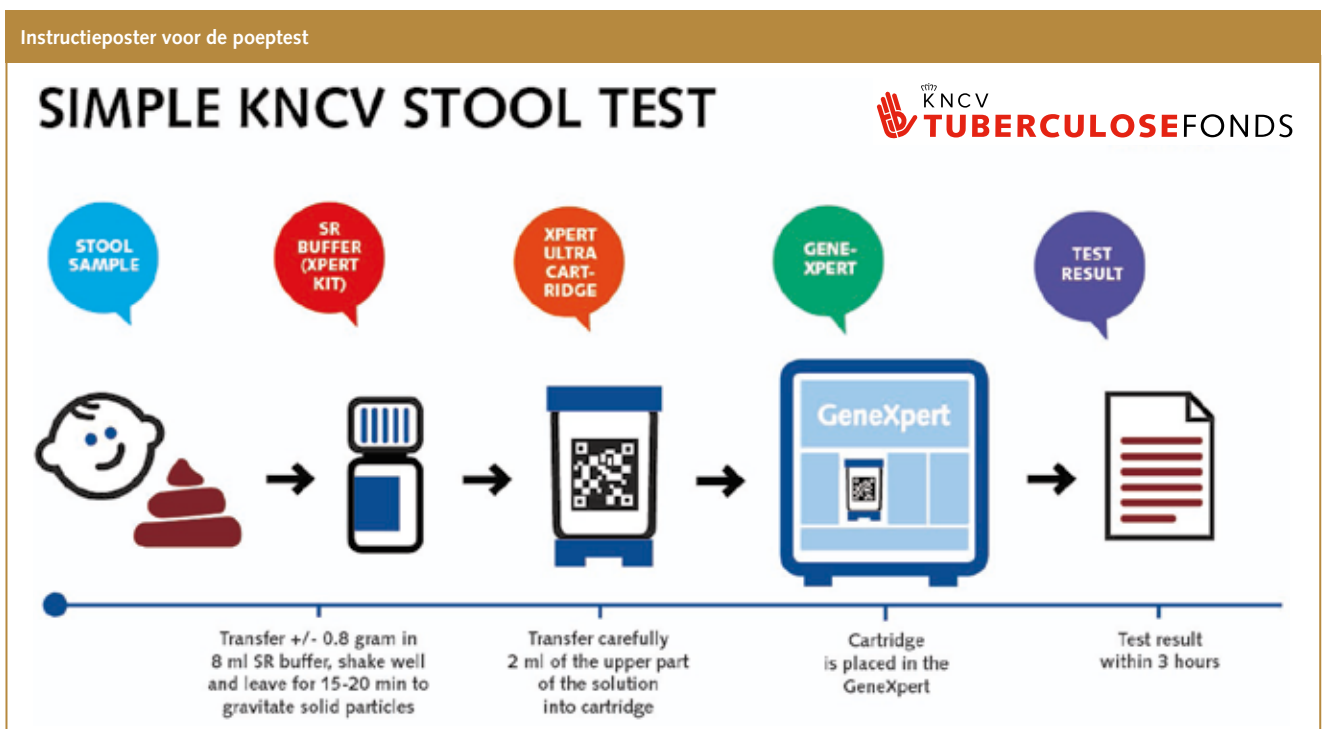 Instructieposter voor de poeptest
SIMPLE KNCV STOOL TEST
KNCV
TUBERCULOSEFONDS
STOOL
SAMPLE
SR
BUFFER
(XPERT
KIT)
XPERT
ULTRA
CART-
RIDGE
GENE-
XPERT
TEST
RESULT
GeneXpert
Transfer +/- 0.8 gram in
8 ml SR buffer, shake well
and leave for 15-20 min to
gravitate solid particles
Transfer carefully
2 ml of the upper part
of the solution
into cartridge
Cartridge
is placed in the
GeneXpert
Test result
within 3 hours